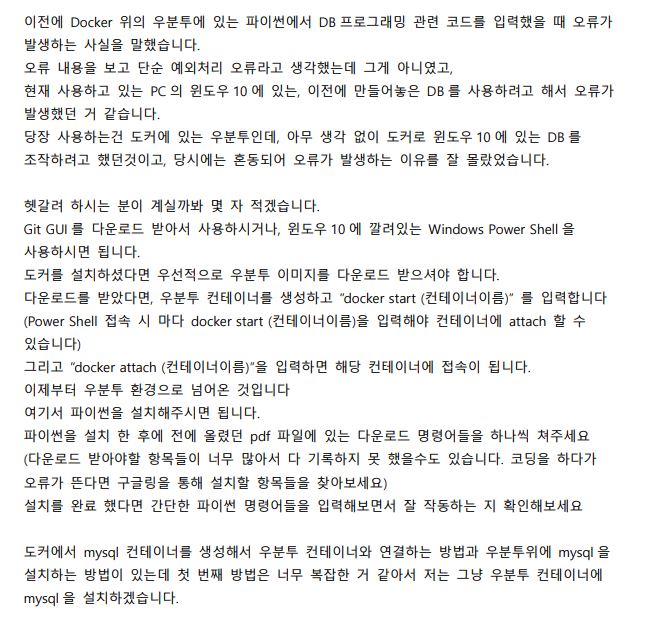 이전에 Docker 위의 우분투에 있는 파이썬에서 DB 프로그래밍 관련 코드를 입력했을 때 오류가
발생하는 사실을 말했습니다.
오류 내용을 보고 단순 예외처리 오류라고 생각했는데 그게 아니였고,
현재 사용하고 있는 PC 의 윈도우 10 에 있는, 이전에 만들어놓은 DB 를 사용하려고 해서 오류가
발생했던 거 같습니다.
당장 사용하는건 도커에 있는 우분투인데, 아무 생각 없이 도커로 윈도우 10 에 있는 DB 를
조작하려고 했던것이고, 당시에는 혼동되어 오류가 발생하는 이유를 잘 몰랐었습니다.
헷갈려 하시는 분이 계실까봐 몇 자 적겠습니다.
Git GUI 를 다운로드 받아서 사용하시거나, 윈도우 10 에 깔려있는 Windows Power Shell 을
사용하시면 됩니다.
도커를 설치하셨다면 우선적으로 우분투 이미지를 다운로드 받으셔야 합니다.
다운로드를 받았다면, 우분투 컨테이너를 생성하고 “docker start (컨테이너이름)” 를 입력합니다
(Power Shell 접속 시 마다 docker start (컨테이너이름)을 입력해야 컨테이너에 attach 할 수
있습니다)
그리고 “docker attach (컨테이너이름)”을 입력하면 해당 컨테이너에 접속이 됩니다.
이제부터 우분투 환경으로 넘어온 것입니다
여기서 파이썬을 설치해주시면 됩니다.
파이썬을 설치 한 후에 전에 올렸던 pdf 파일에 있는 다운로드 명령어들을 하나씩 쳐주세요
(다운로드 받아야할 항목들이 너무 많아서 다 기록하지 못 했을수도 있습니다. 코딩을 하다가
오류가 뜬다면 구글링을 통해 설치할 항목들을 찾아보세요)
설치를 완료 했다면 간단한 파이썬 명령어들을 입력해보면서 잘 작동하는 지 확인해보세요
도커에서 mysql 컨테이너를 생성해서 우분투 컨테이너와 연결하는 방법과 우분투위에 mysql 을
설치하는 방법이 있는데 첫 번째 방법은 너무 복잡한 거 같아서 저는 그냥 우분투 컨테이너에
mysql 을 설치하겠습니다.